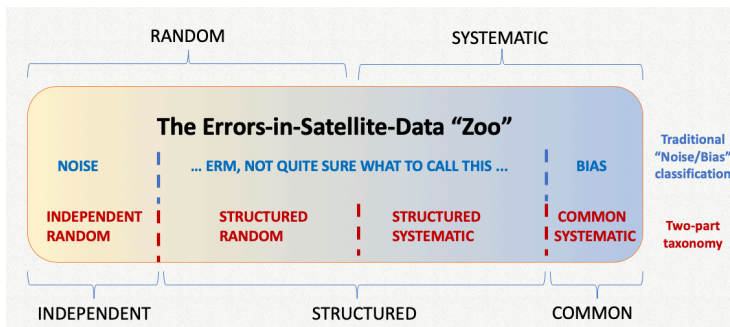 RANDOM
SYSTEMATIC
The Errors-in-Satellite-Data “Zoo”
NOISE
... ERM, NOT QUITE SURE WHAT TO CALL THIS ...
BIAS
Traditional
“Noise/Bias”
classification
INDEPENDENT
RANDOM
STRUCTURED
RANDOM
STRUCTURED
SYSTEMATIC
COMMON
SYSTEMATIC
Two-part
taxonomy
INDEPENDENT
STRUCTURED
COMMON